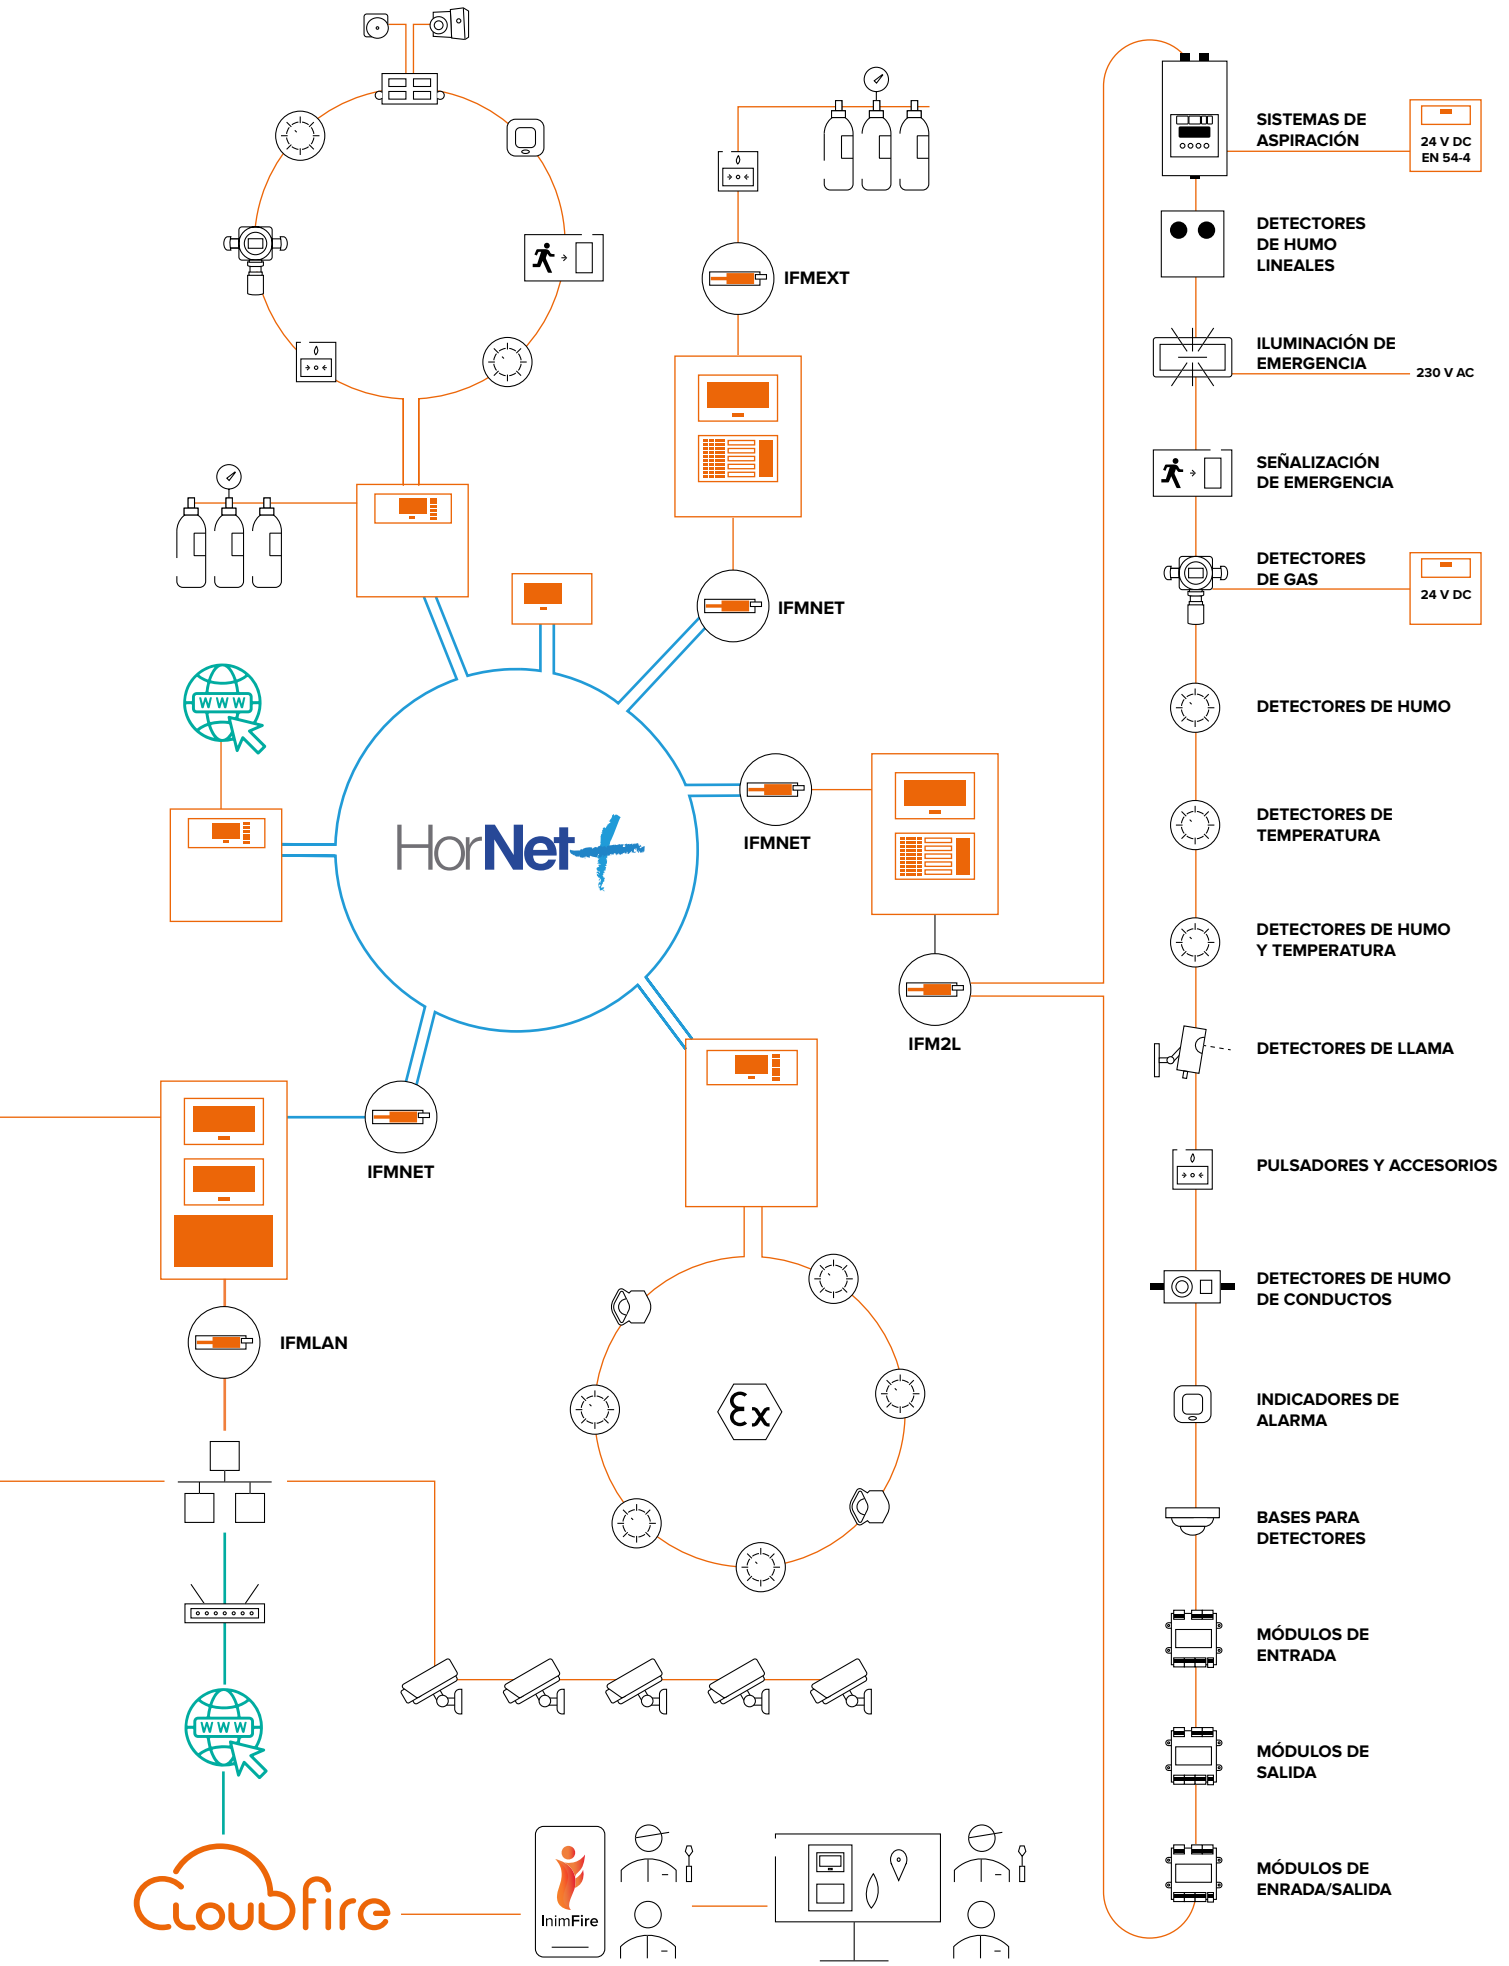 SISTEMAS DE
ASPIRACIÓN
24 V DC
EN 54-4
DETECTORES
DE HUMO
LINEALES
IFMEXT
ILUMINACIÓN DE
EMERGENCIA
230 V AC
SEÑALIZACIÓN
DE EMERGENCIA
DETECTORES
DE GAS
24 V DC
IFMNET
WWW
DETECTORES DE HUMO
HorNet+
IFMNET
DETECTORES DE
TEMPERATURA
DETECTORES DE HUMO
Y TEMPERATURA
IFM2L
DETECTORES DE LLAMA
IFMNET
PULSADORES Y ACCESORIOS
DETECTORES DE HUMO
DE CONDUCTOS
IFMLAN
Ex
INDICADORES DE
ALARMA
BASES PARA
DETECTORES
MÓDULOS DE
ENTRADA
WWW
MÓDULOS DE
SALIDA
CLOUDfire
InimFire
MÓDULOS DE
ENRADA/SALIDA